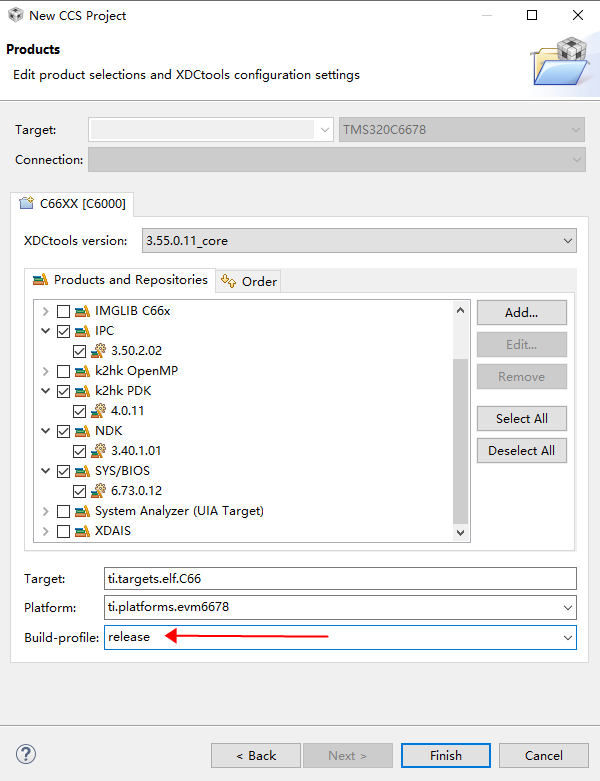 New CCS Project
Products
Edit product selections and XDCtools configuration settings
Target: TMS320C6678
Connection:
C66XX [C6000]
XDCtools version: 3.55.0.11_core
Products and Repositories Order
IMGLIB C66x
IPC
3.50.2.02
k2hk OpenMP
k2hk PDK
4.0.11
NDK
3.40.1.01
SYS/BIOS
6.73.0.12
System Analyzer (UIA Target)
XDAIS
Add...
Edit...
Remove
Select All
Deselect All
Target: ti.targets.elf.C66
Platform: ti.platforms.evm6678
Build-profile: release
?
< Back Next > Finish Cancel